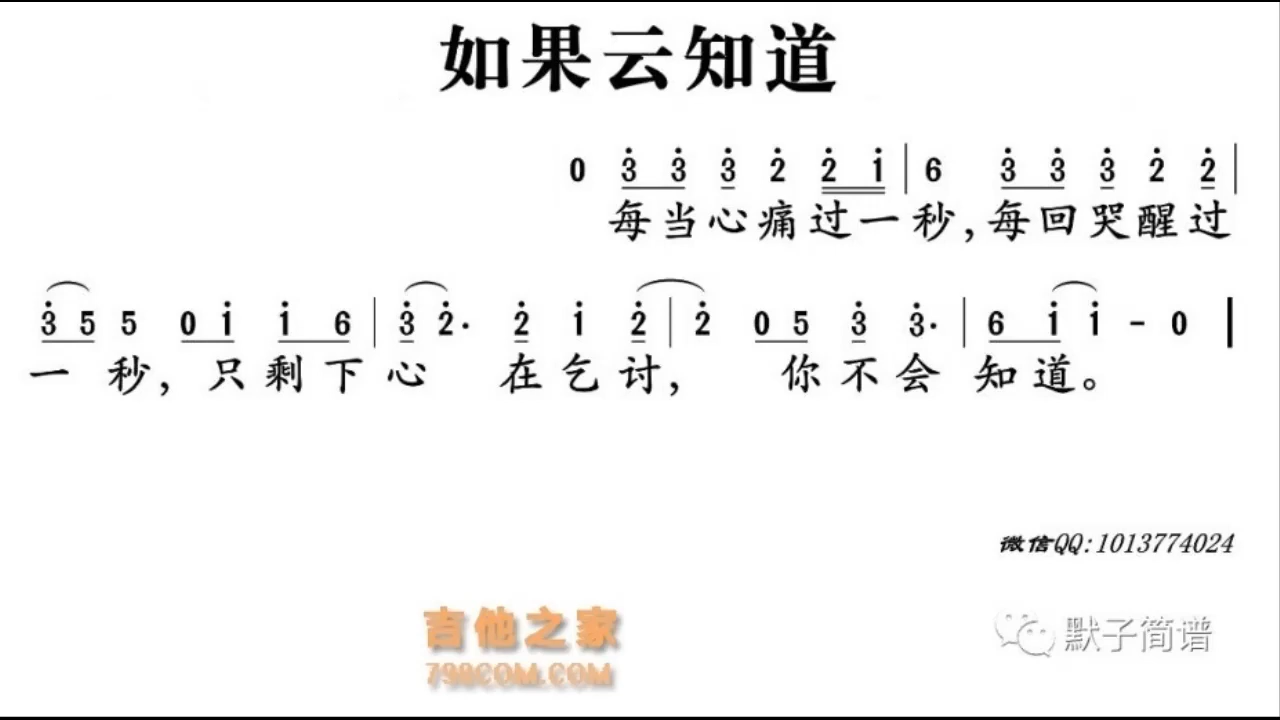 如果云知道
0 3̇ 3̇ 3̇ 2̇ 2̇ 1̇ | 6 3̇ 3̇ 3̇ 2̇ 2̇ |
每当心痛过一秒,每回哭醒过
3̇ 5 5 0 1̇ 1̇ 6 | 3̇ 2̇· 2̇ 1̇ 2̇ | 2̇ 0 5 3̇ 3̇· | 6 1̇ 1̇ - 0 |
一秒,只剩下心 在乞讨, 你不会知道。
微信QQ:1013774024
吉他之家
798COM.COM
默子简谱